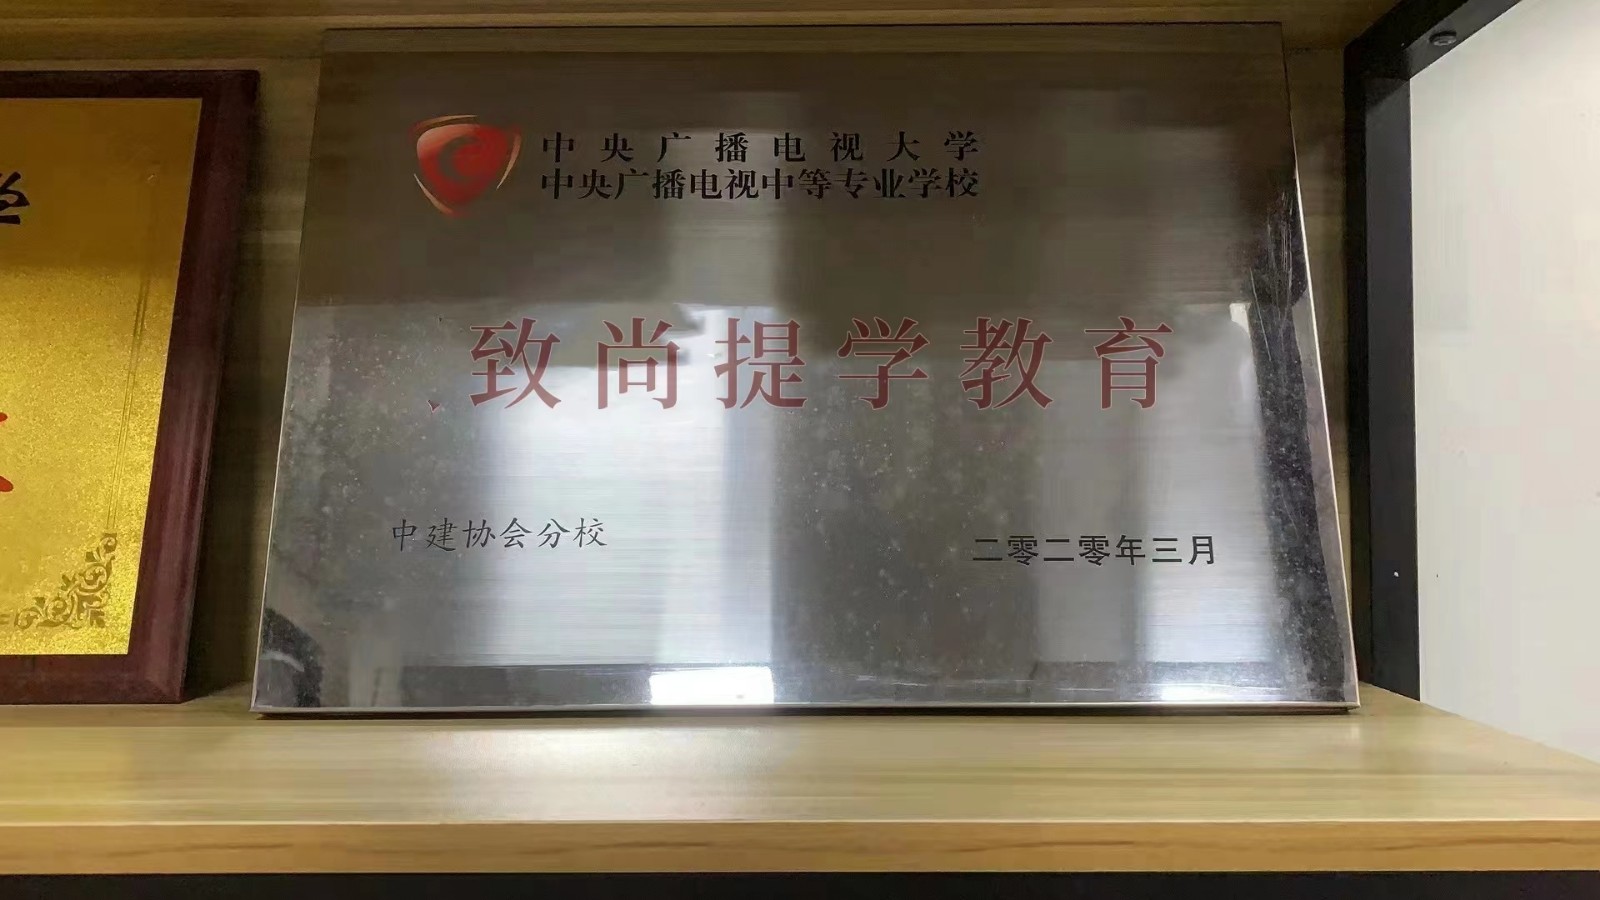 中央广播电视大学
中央广播电视中等专业学校
致尚提学教育
中建协会分校
二零二零年三月